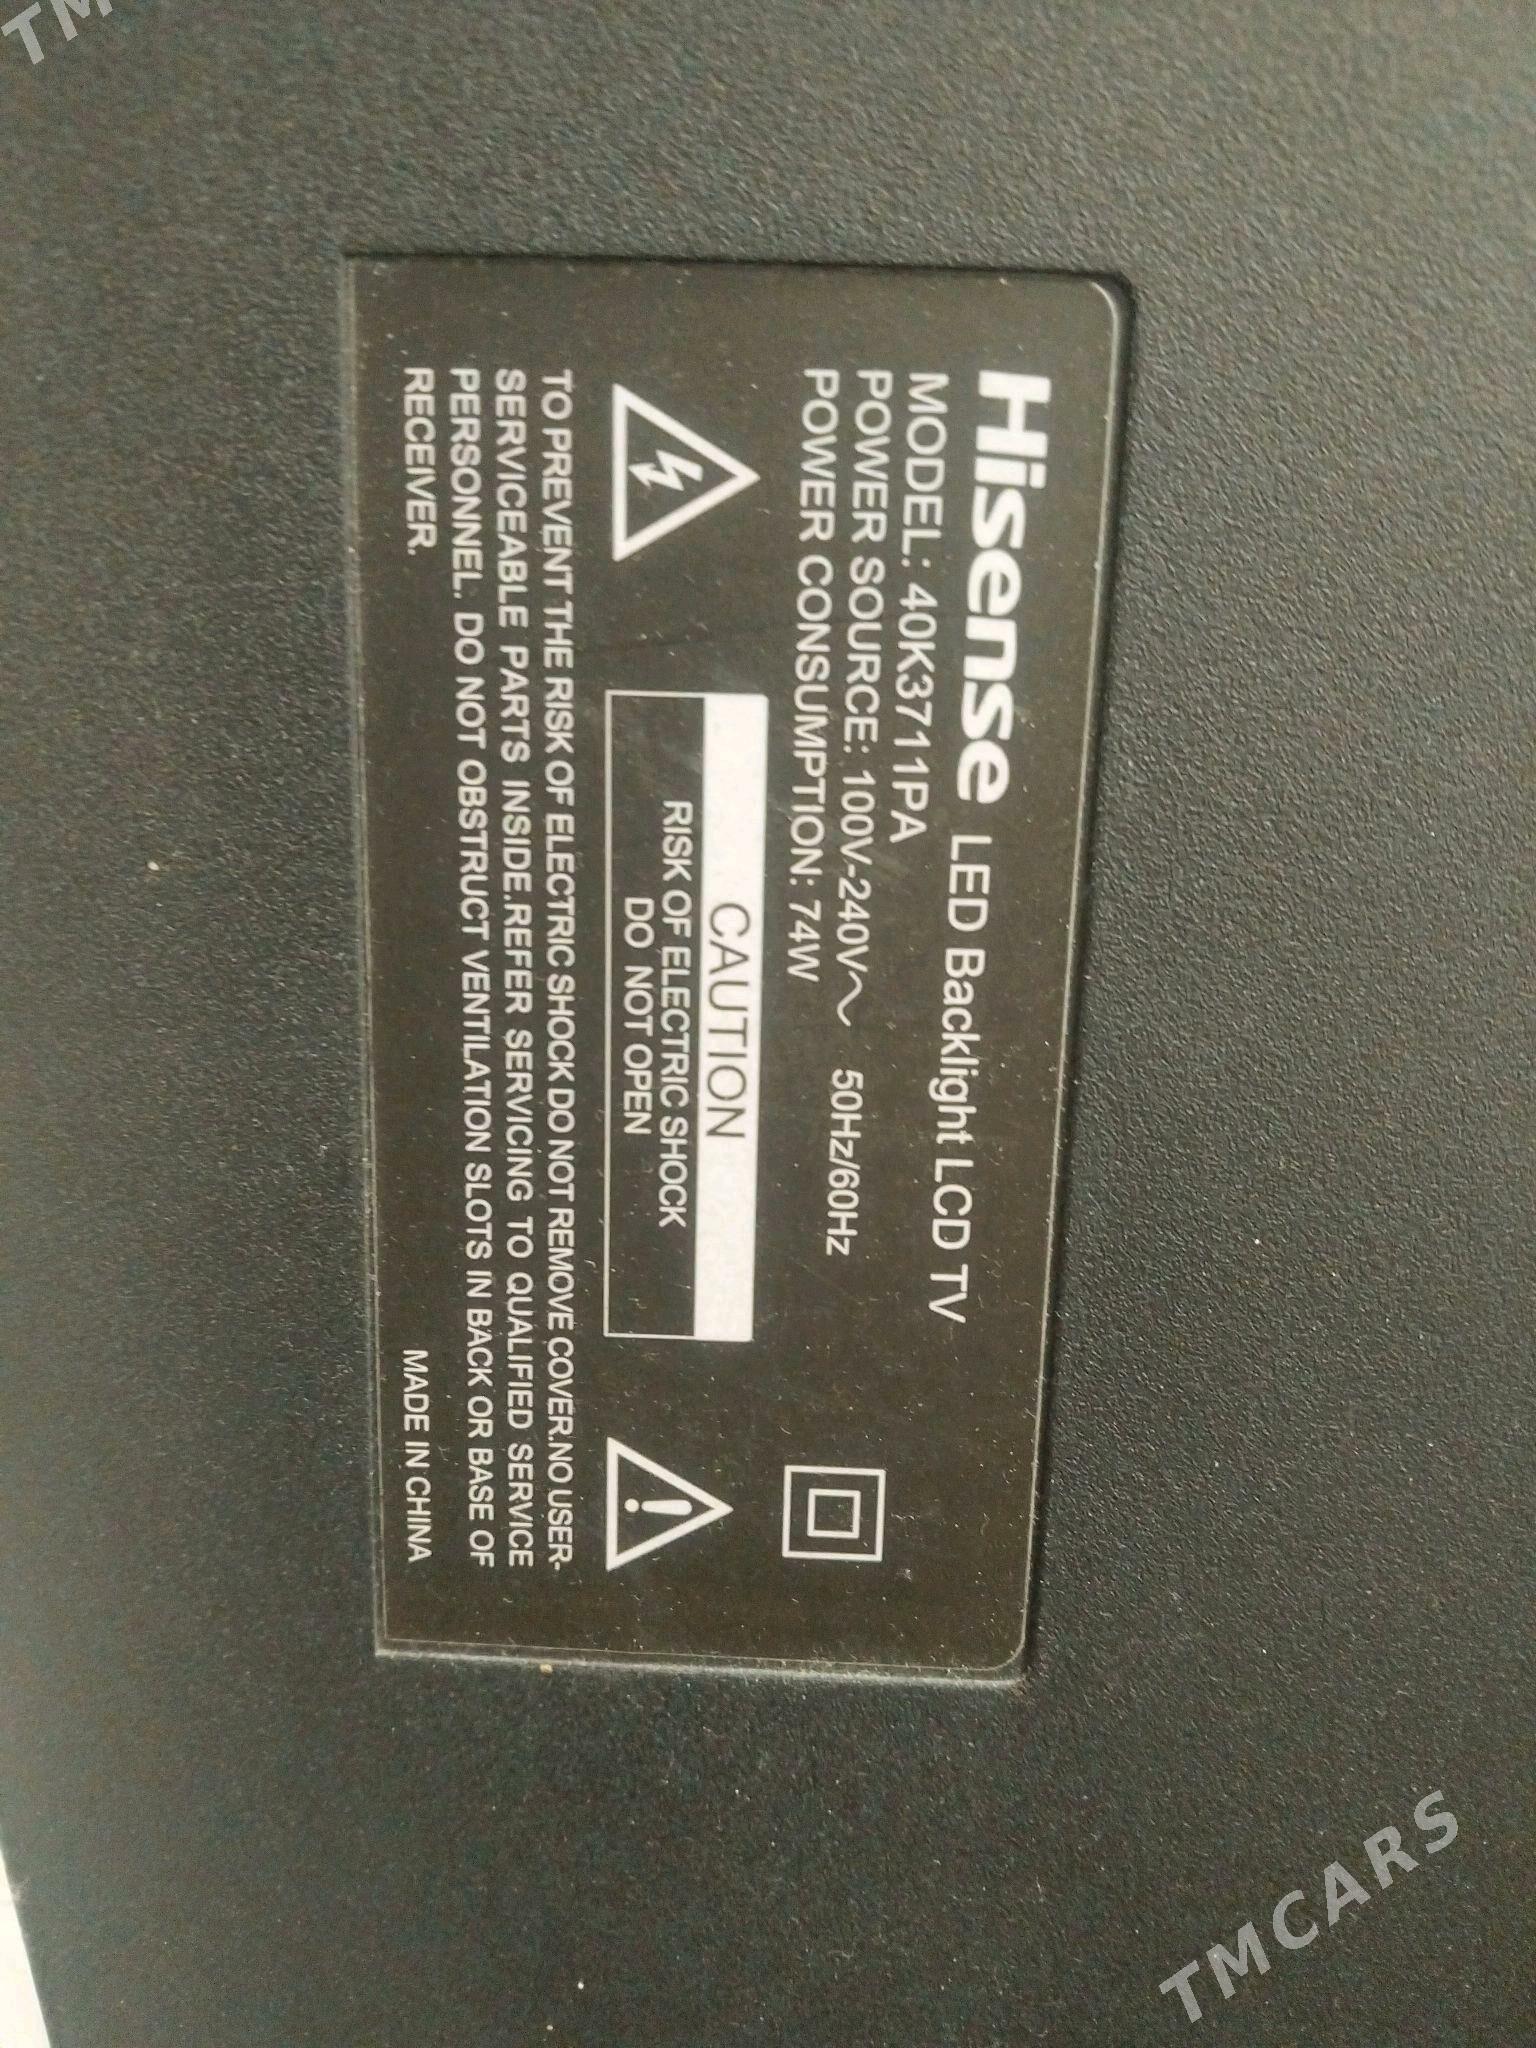 Hisense LED Backlight LCD TV
MODEL: 40K3711PA
POWER SOURCE: 100V-240V～ 50Hz/60Hz
POWER CONSUMPTION: 74W
CAUTION
RISK OF ELECTRIC SHOCK
DO NOT OPEN
TO PREVENT THE RISK OF ELECTRIC SHOCK DO NOT REMOVE COVER.NO USER-
SERVICEABLE PARTS INSIDE.REFER SERVICING TO QUALIFIED SERVICE
PERSONNEL. DO NOT OBSTRUCT VENTILATION SLOTS IN BACK OR BASE OF
RECEIVER.
MADE IN CHINA
TMCARS